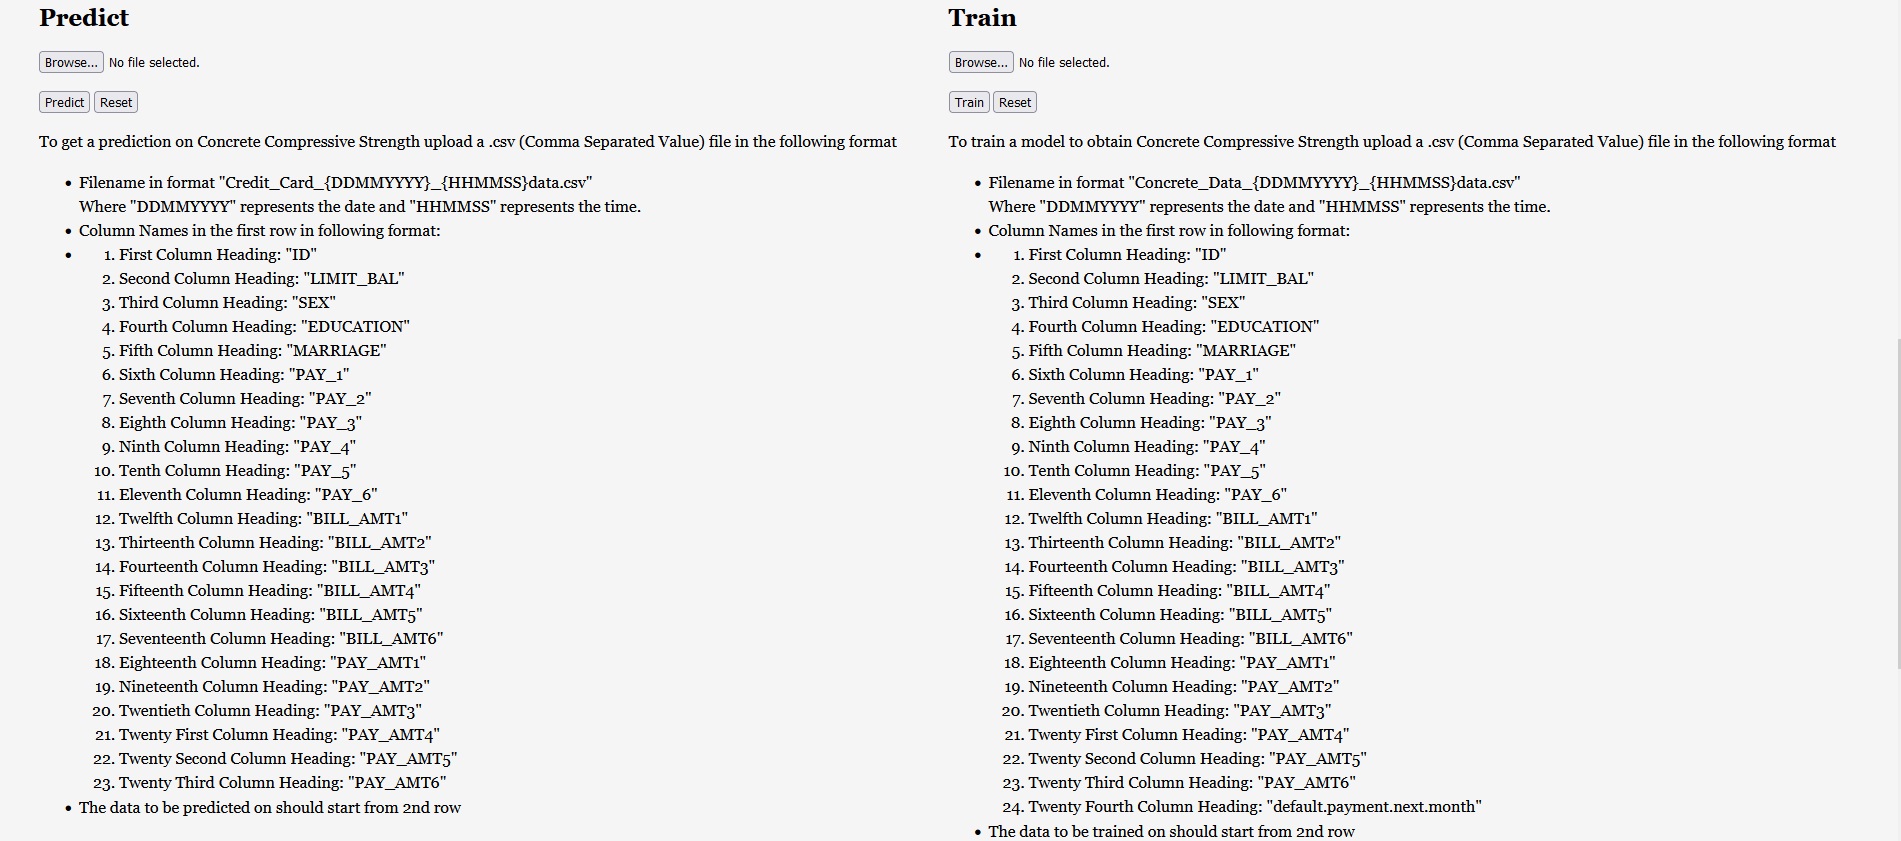 Predict
Browse... No file selected.
Predict Reset
To get a prediction on Concrete Compressive Strength upload a .csv (Comma Separated Value) file in the following format
• Filename in format "Credit_Card_{DDMMYYYY}_{HHMMSS}data.csv"
Where "DDMMYYYY" represents the date and "HHMMSS" represents the time.
• Column Names in the first row in following format:
• 1. First Column Heading: "ID"
2. Second Column Heading: "LIMIT_BAL"
3. Third Column Heading: "SEX"
4. Fourth Column Heading: "EDUCATION"
5. Fifth Column Heading: "MARRIAGE"
6. Sixth Column Heading: "PAY_1"
7. Seventh Column Heading: "PAY_2"
8. Eighth Column Heading: "PAY_3"
9. Ninth Column Heading: "PAY_4"
10. Tenth Column Heading: "PAY_5"
11. Eleventh Column Heading: "PAY_6"
12. Twelfth Column Heading: "BILL_AMT1"
13. Thirteenth Column Heading: "BILL_AMT2"
14. Fourteenth Column Heading: "BILL_AMT3"
15. Fifteenth Column Heading: "BILL_AMT4"
16. Sixteenth Column Heading: "BILL_AMT5"
17. Seventeenth Column Heading: "BILL_AMT6"
18. Eighteenth Column Heading: "PAY_AMT1"
19. Nineteenth Column Heading: "PAY_AMT2"
20. Twentieth Column Heading: "PAY_AMT3"
21. Twenty First Column Heading: "PAY_AMT4"
22. Twenty Second Column Heading: "PAY_AMT5"
23. Twenty Third Column Heading: "PAY_AMT6"
• The data to be predicted on should start from 2nd row
Train
Browse... No file selected.
Train Reset
To train a model to obtain Concrete Compressive Strength upload a .csv (Comma Separated Value) file in the following format
• Filename in format "Concrete_Data_{DDMMYYYY}_{HHMMSS}data.csv"
Where "DDMMYYYY" represents the date and "HHMMSS" represents the time.
• Column Names in the first row in following format:
• 1. First Column Heading: "ID"
2. Second Column Heading: "LIMIT_BAL"
3. Third Column Heading: "SEX"
4. Fourth Column Heading: "EDUCATION"
5. Fifth Column Heading: "MARRIAGE"
6. Sixth Column Heading: "PAY_1"
7. Seventh Column Heading: "PAY_2"
8. Eighth Column Heading: "PAY_3"
9. Ninth Column Heading: "PAY_4"
10. Tenth Column Heading: "PAY_5"
11. Eleventh Column Heading: "PAY_6"
12. Twelfth Column Heading: "BILL_AMT1"
13. Thirteenth Column Heading: "BILL_AMT2"
14. Fourteenth Column Heading: "BILL_AMT3"
15. Fifteenth Column Heading: "BILL_AMT4"
16. Sixteenth Column Heading: "BILL_AMT5"
17. Seventeenth Column Heading: "BILL_AMT6"
18. Eighteenth Column Heading: "PAY_AMT1"
19. Nineteenth Column Heading: "PAY_AMT2"
20. Twentieth Column Heading: "PAY_AMT3"
21. Twenty First Column Heading: "PAY_AMT4"
22. Twenty Second Column Heading: "PAY_AMT5"
23. Twenty Third Column Heading: "PAY_AMT6"
24. Twenty Fourth Column Heading: "default.payment.next.month"
• The data to be trained on should start from 2nd row